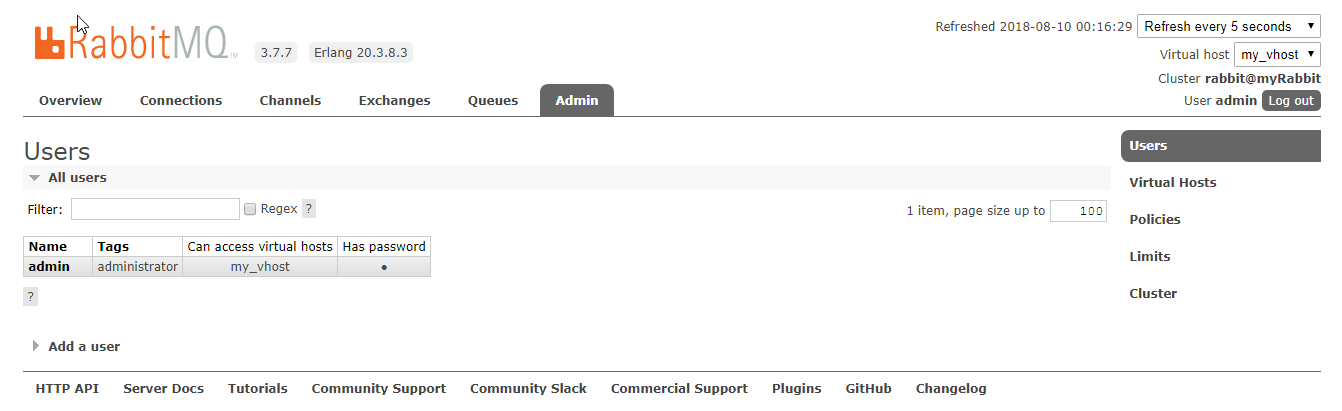 RabbitMQ™ 3.7.7 Erlang 20.3.8.3
Refreshed 2018-08-10 00:16:29 Refresh every 5 seconds
Virtual host my_vhost
Cluster rabbit@myRabbit
User admin Log out
Overview Connections Channels Exchanges Queues Admin
Users
All users
Filter: Regex ? 1 item, page size up to 100
Name Tags Can access virtual hosts Has password
admin administrator my_vhost ●
?
Add a user
Users
Virtual Hosts
Policies
Limits
Cluster
HTTP API Server Docs Tutorials Community Support Community Slack Commercial Support Plugins GitHub Changelog